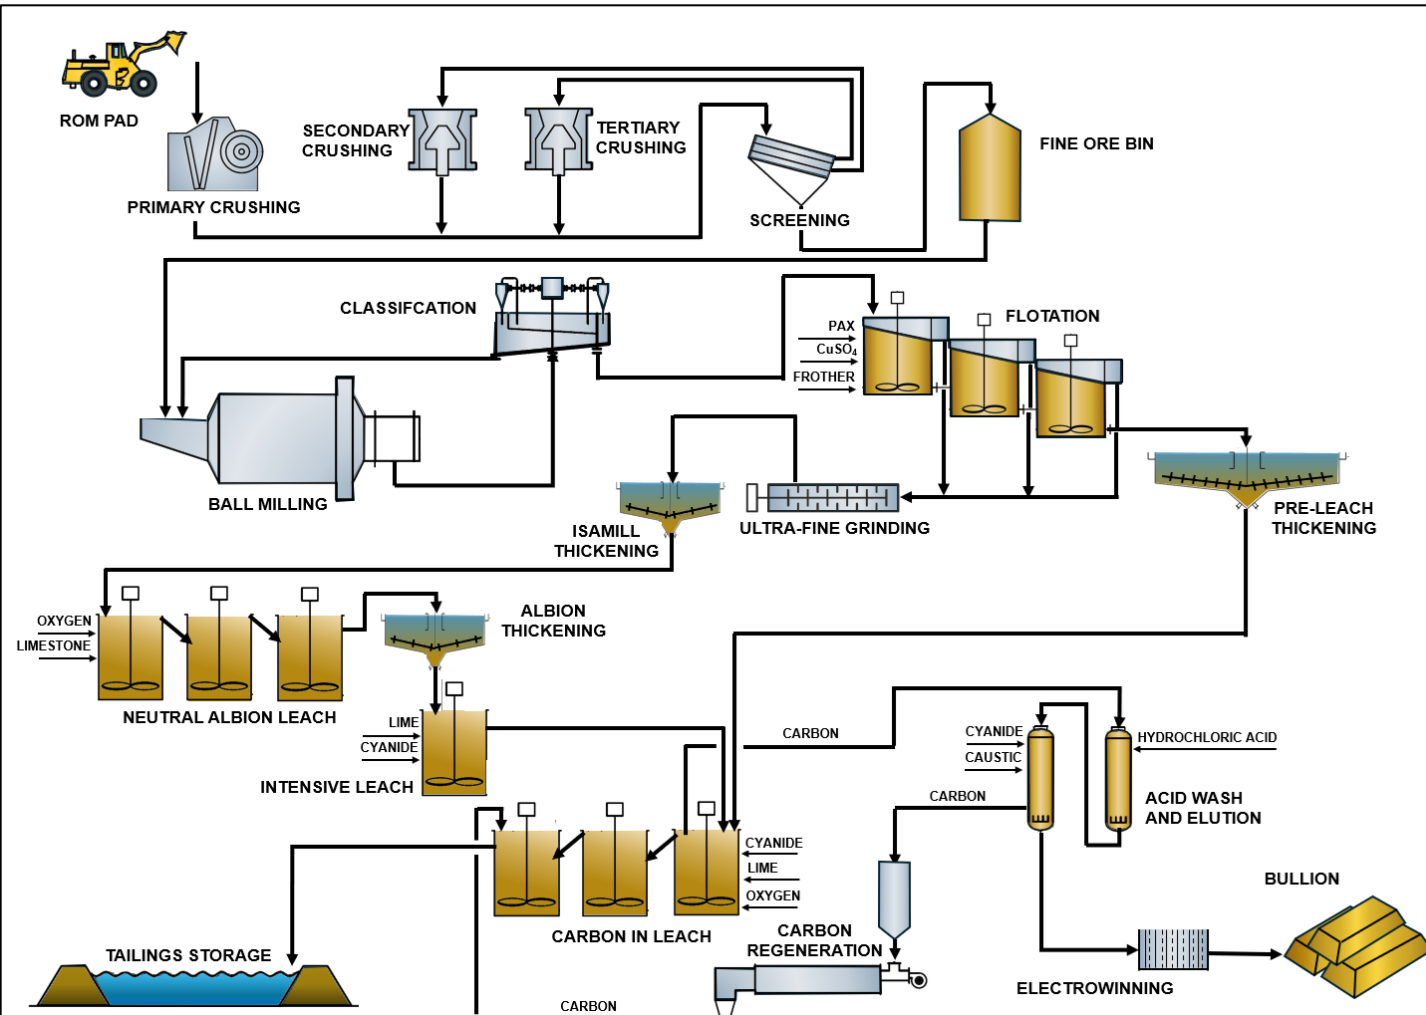 ROM PAD
PRIMARY CRUSHING
SECONDARY
CRUSHING
TERTIARY
CRUSHING
SCREENING
FINE ORE BIN
CLASSIFCATION
BALL MILLING
PAX
CuSO₄
FROTHER
FLOTATION
ISAMILL
THICKENING
ULTRA-FINE GRINDING
PRE-LEACH
THICKENING
OXYGEN
LIMESTONE
NEUTRAL ALBION LEACH
ALBION
THICKENING
LIME
CYANIDE
INTENSIVE LEACH
CARBON
CYANIDE
CAUSTIC
HYDROCHLORIC ACID
CARBON
ACID WASH
AND ELUTION
CYANIDE
LIME
OXYGEN
CARBON IN LEACH
CARBON
REGENERATION
BULLION
TAILINGS STORAGE
ELECTROWINNING
CARBON